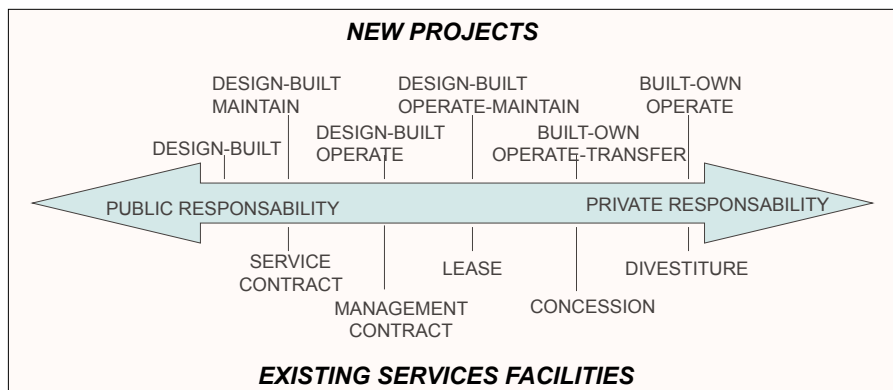 NEW PROJECTS
DESIGN-BUILT
MAINTAIN
DESIGN-BUILT
OPERATE-MAINTAIN
BUILT-OWN
OPERATE
DESIGN-BUILT
DESIGN-BUILT
OPERATE
BUILT-OWN
OPERATE-TRANSFER
PUBLIC RESPONSABILITY
PRIVATE RESPONSABILITY
SERVICE
CONTRACT
LEASE
DIVESTITURE
MANAGEMENT
CONTRACT
CONCESSION
EXISTING SERVICES FACILITIES